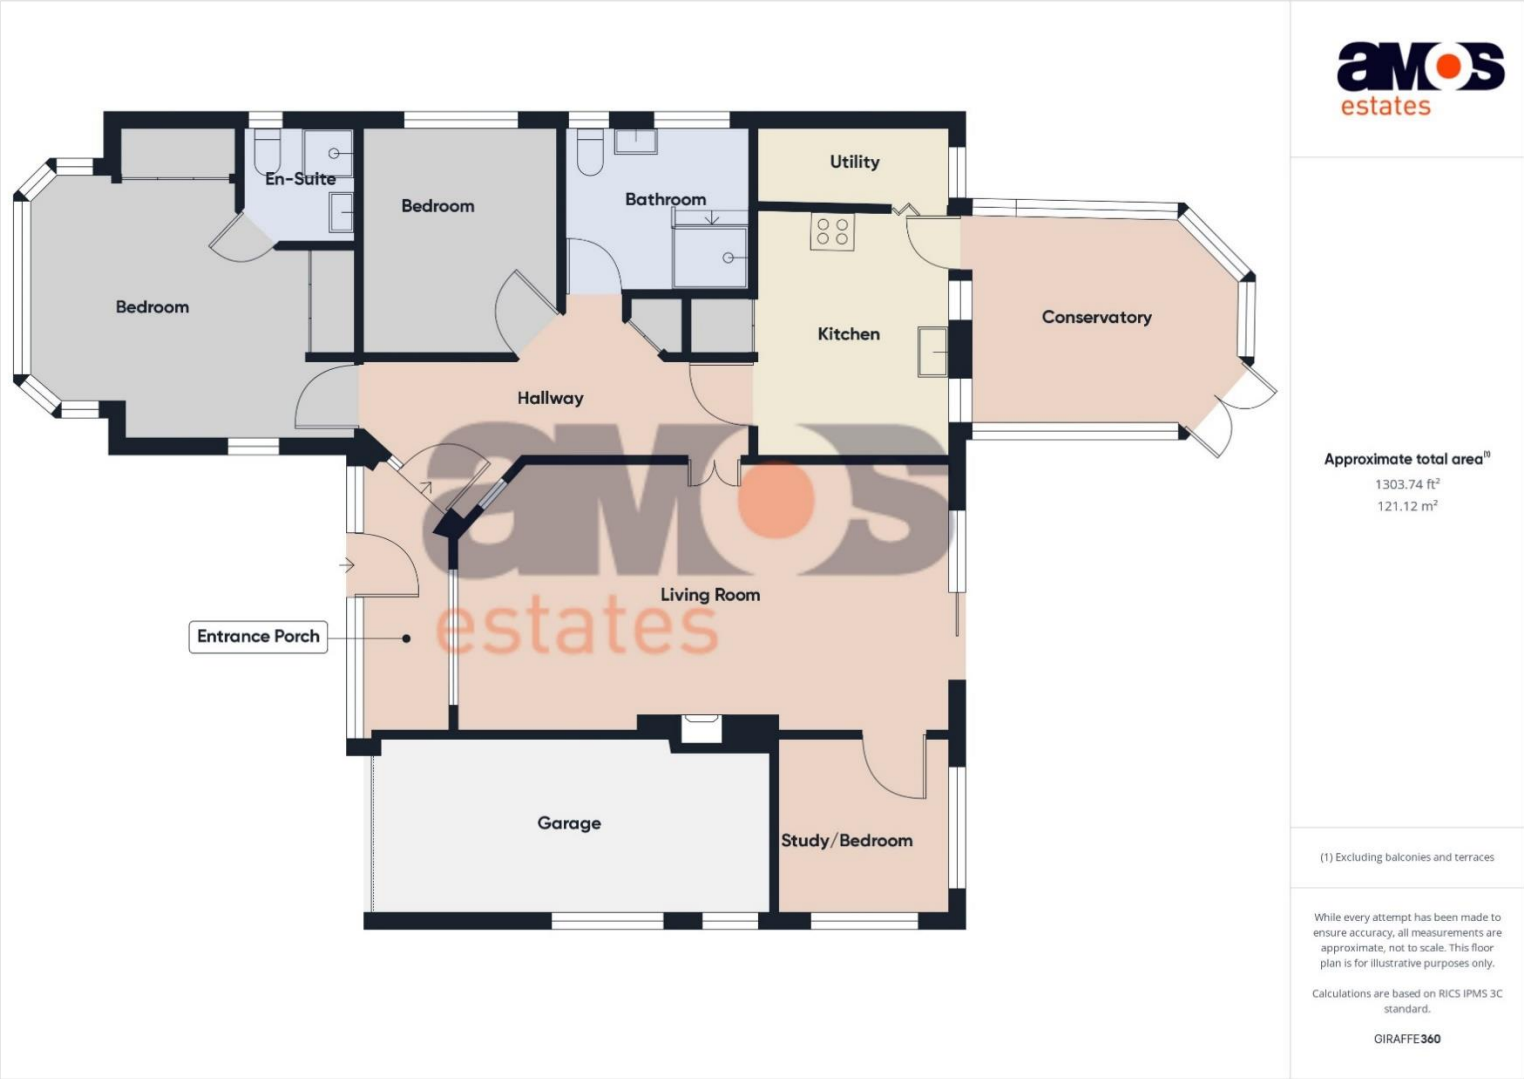 amos
estates
Utility
En-Suite
Bedroom
Bathroom
Bedroom
Kitchen
Conservatory
Hallway
amos
estates
Living Room
Entrance Porch
Garage
Study/Bedroom
Approximate total area⁽¹⁾
1303.74 ft²
121.12 m²
(1) Excluding balconies and terraces
While every attempt has been made to
ensure accuracy, all measurements are
approximate, not to scale. This floor
plan is for illustrative purposes only.
Calculations are based on RICS IPMS 3C
standard.
GIRAFFE360